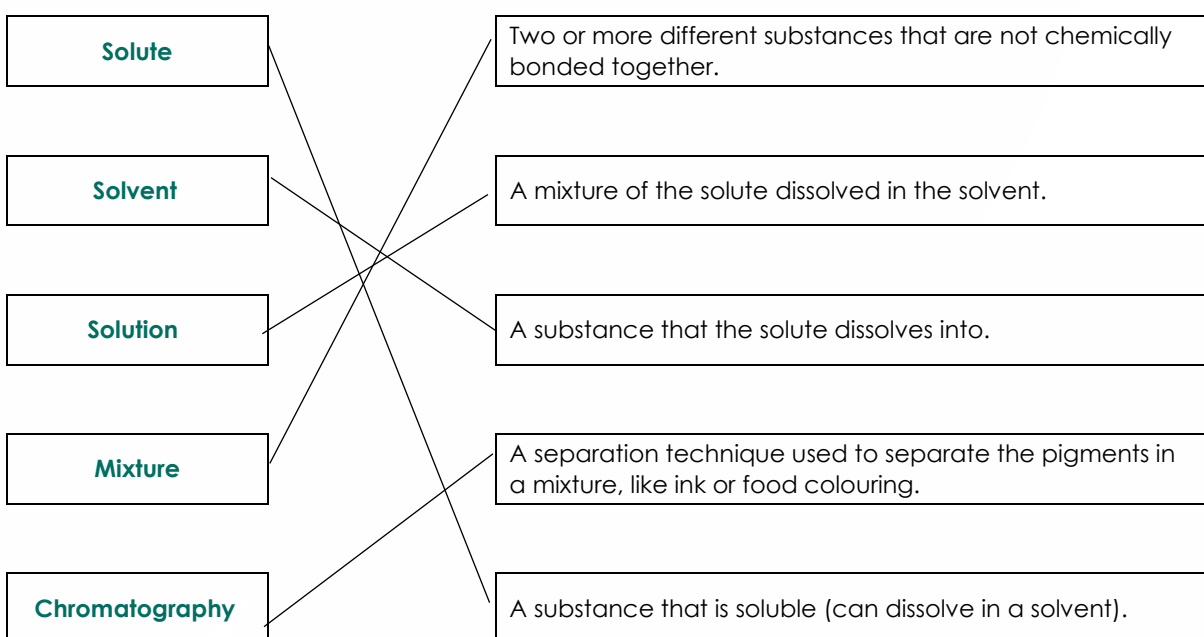 Solute
Two or more different substances that are not chemically
bonded together.
Solvent
A mixture of the solute dissolved in the solvent.
Solution
A substance that the solute dissolves into.
Mixture
A separation technique used to separate the pigments in
a mixture, like ink or food colouring.
Chromatography
A substance that is soluble (can dissolve in a solvent).